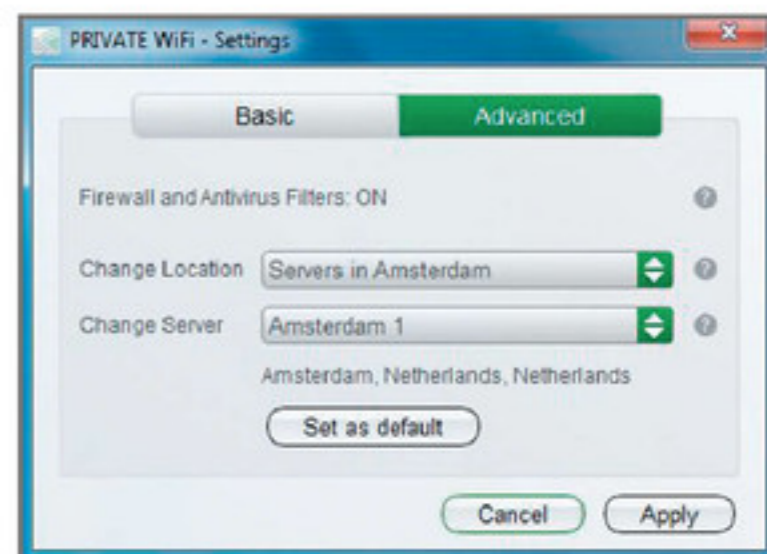 PRIVATE WiFi - Settings
Basic
Advanced
Firewall and Antivirus Filters: ON
Change Location
Servers in Amsterdam
Change Server
Amsterdam 1
Amsterdam, Netherlands, Netherlands
Set as default
Cancel
Apply